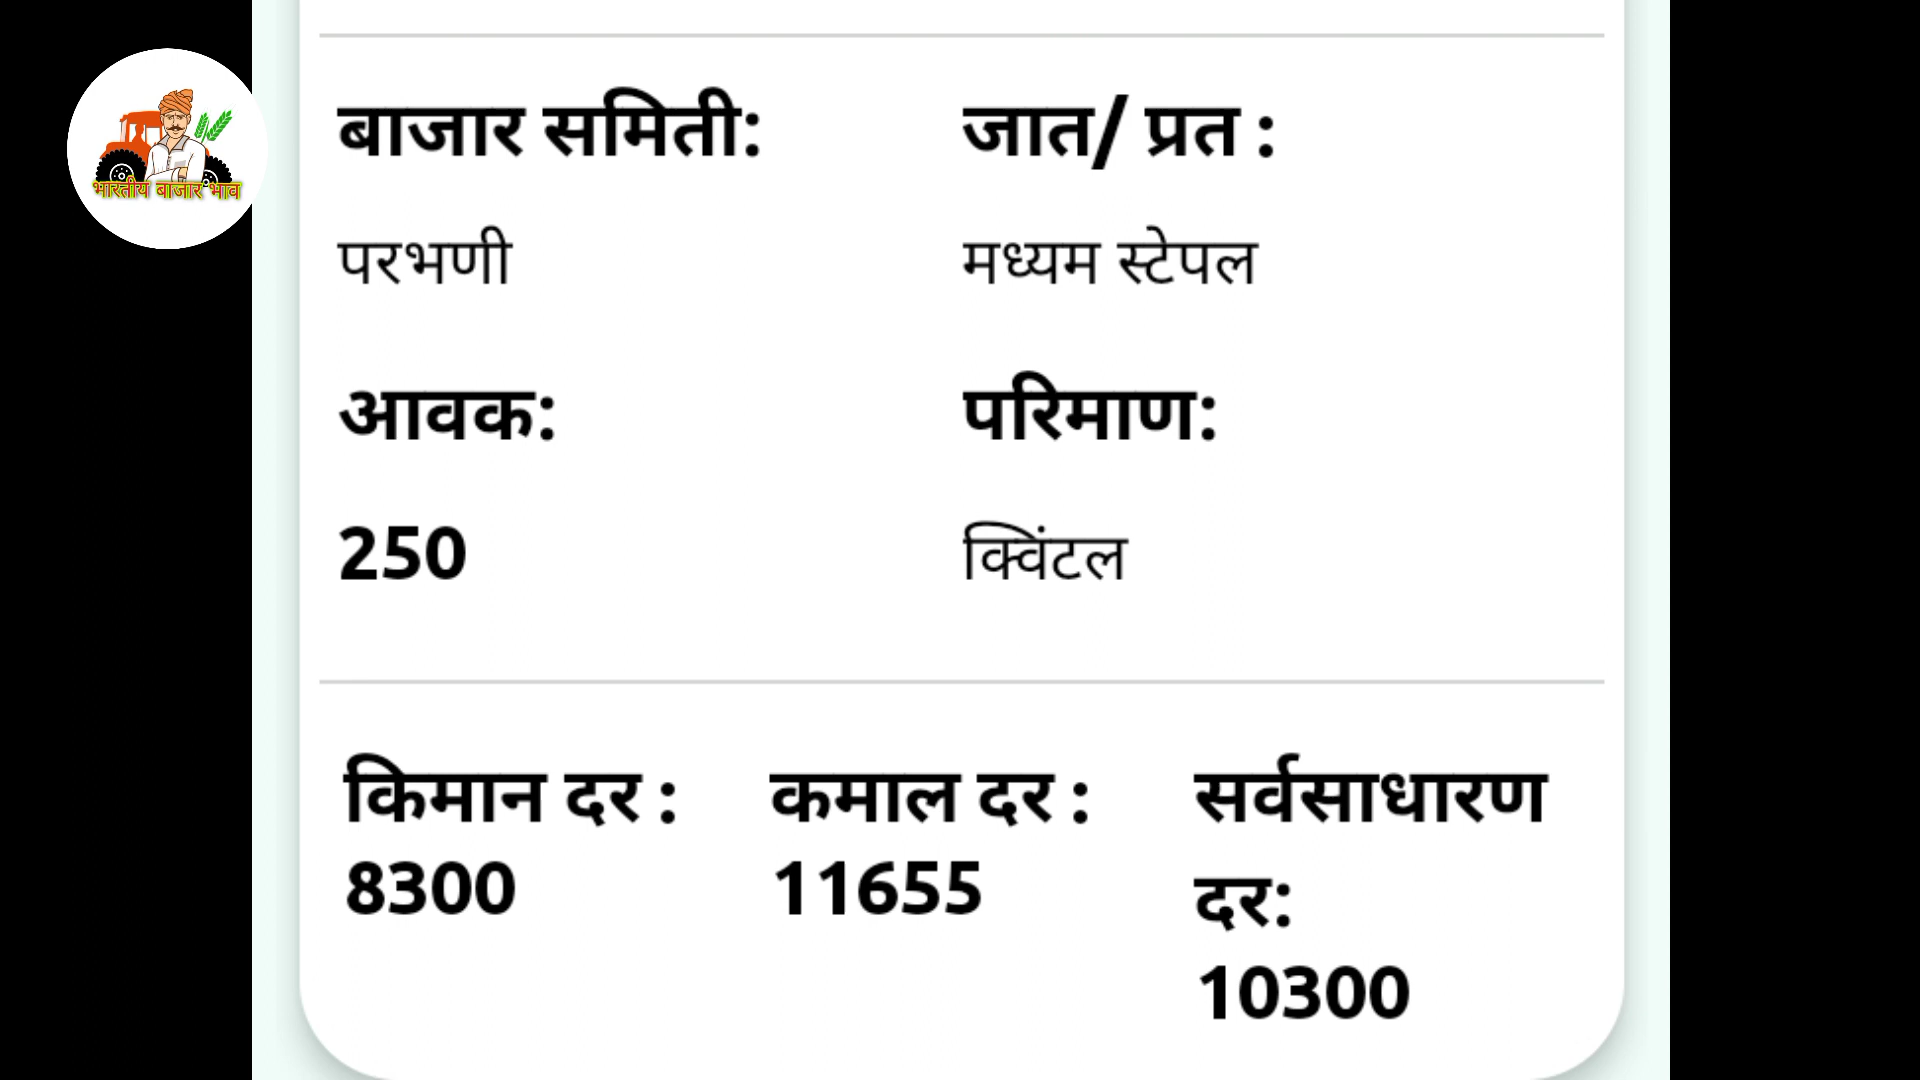 भारतीय बाजार भाव
बाजार समिती: जात/ प्रत :
परभणी मध्यम स्टेपल
आवक: परिमाण:
250 क्विंटल
किमान दर : कमाल दर : सर्वसाधारण
8300 11655 दर:
10300